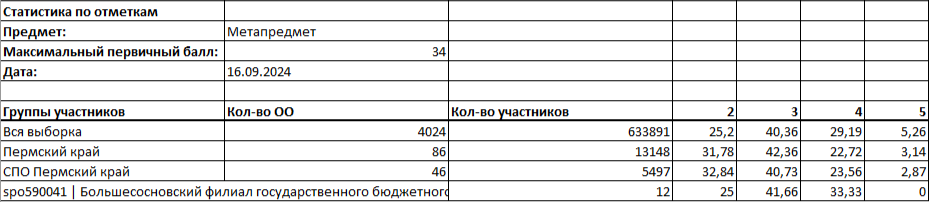 Статистика по отметкам
Предмет: Метапредмет
Максимальный первичный балл: 34
Дата: 16.09.2024
Группы участников Кол-во ОО Кол-во участников 2 3 4 5
Вся выборка 4024 633891 25,2 40,36 29,19 5,26
Пермский край 86 13148 31,78 42,36 22,72 3,14
СПО Пермский край 46 5497 32,84 40,73 23,56 2,87
spo590041 | Большесосновский филиал государственного бюджетного 12 25 41,66 33,33 0